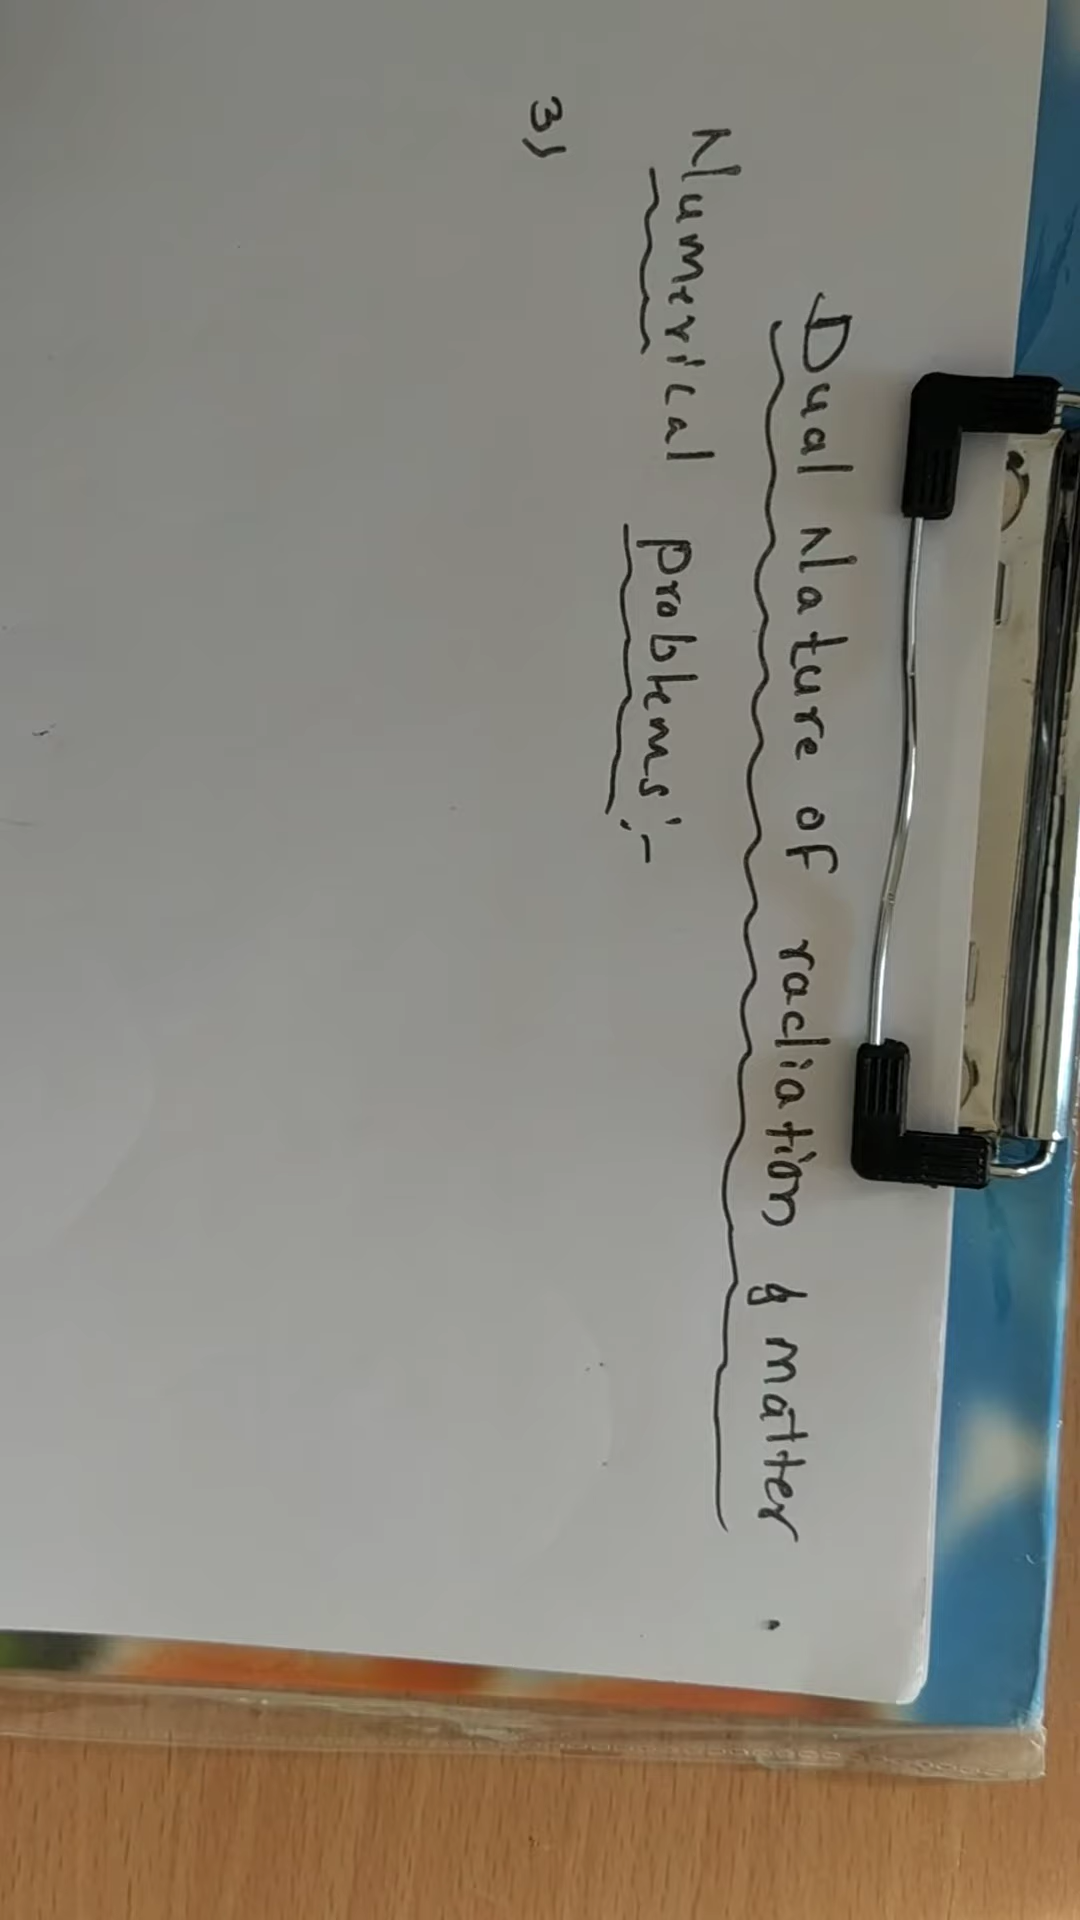 Dual Nature of radiation & matter.
Numerical problems:-
3)